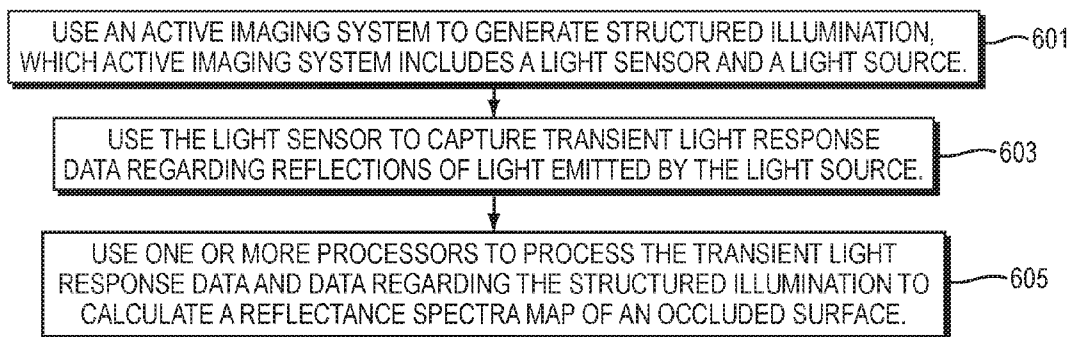 USE AN ACTIVE IMAGING SYSTEM TO GENERATE STRUCTURED ILLUMINATION,
WHICH ACTIVE IMAGING SYSTEM INCLUDES A LIGHT SENSOR AND A LIGHT SOURCE.
601
USE THE LIGHT SENSOR TO CAPTURE TRANSIENT LIGHT RESPONSE
DATA REGARDING REFLECTIONS OF LIGHT EMITTED BY THE LIGHT SOURCE.
603
USE ONE OR MORE PROCESSORS TO PROCESS THE TRANSIENT LIGHT
RESPONSE DATA AND DATA REGARDING THE STRUCTURED ILLUMINATION TO
CALCULATE A REFLECTANCE SPECTRA MAP OF AN OCCLUDED SURFACE.
605